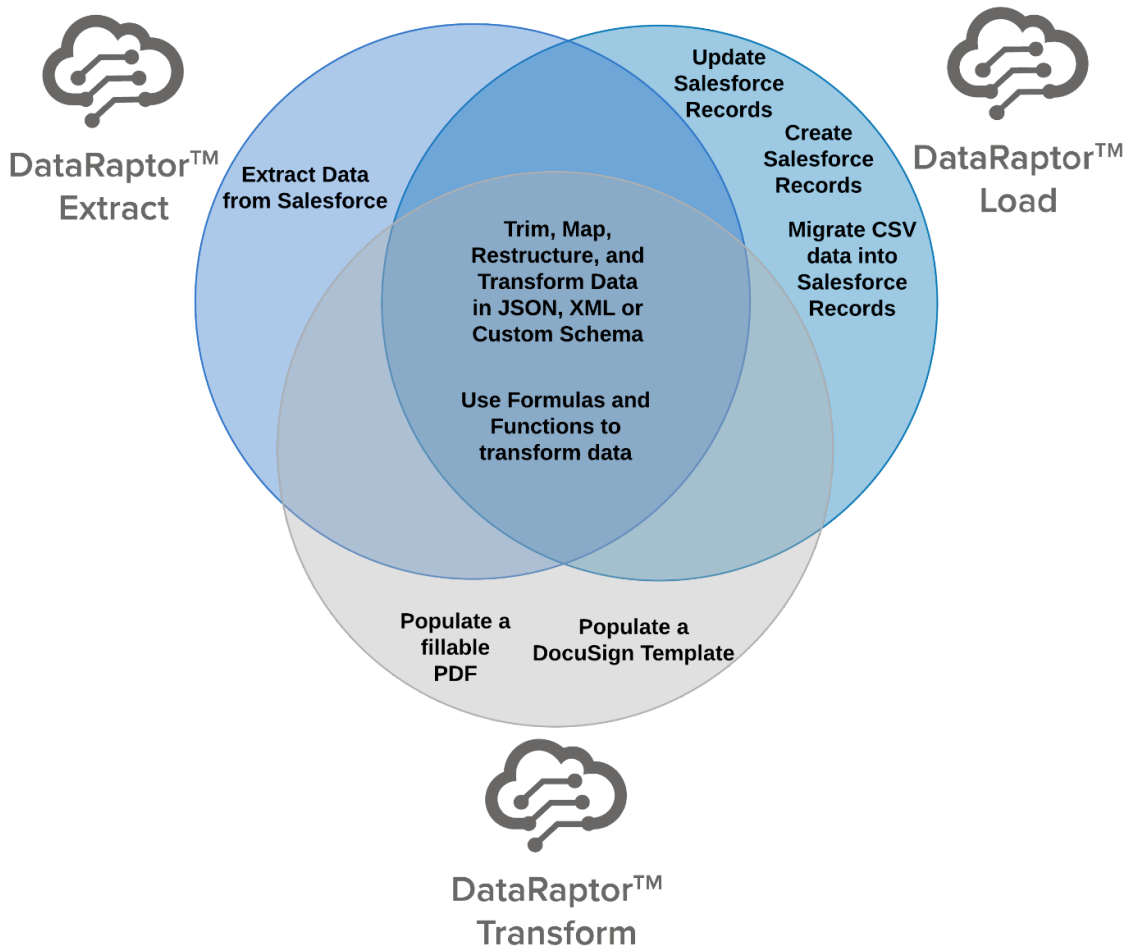 DataRaptor™
Extract
DataRaptor™
Load
Extract Data
from Salesforce
Update
Salesforce
Records
Create
Salesforce
Records
Migrate CSV
data into
Salesforce
Records
Trim, Map,
Restructure, and
Transform Data
in JSON, XML or
Custom Schema
Use Formulas and
Functions to
transform data
Populate a
fillable
PDF
Populate a
DocuSign Template
DataRaptor™
Transform